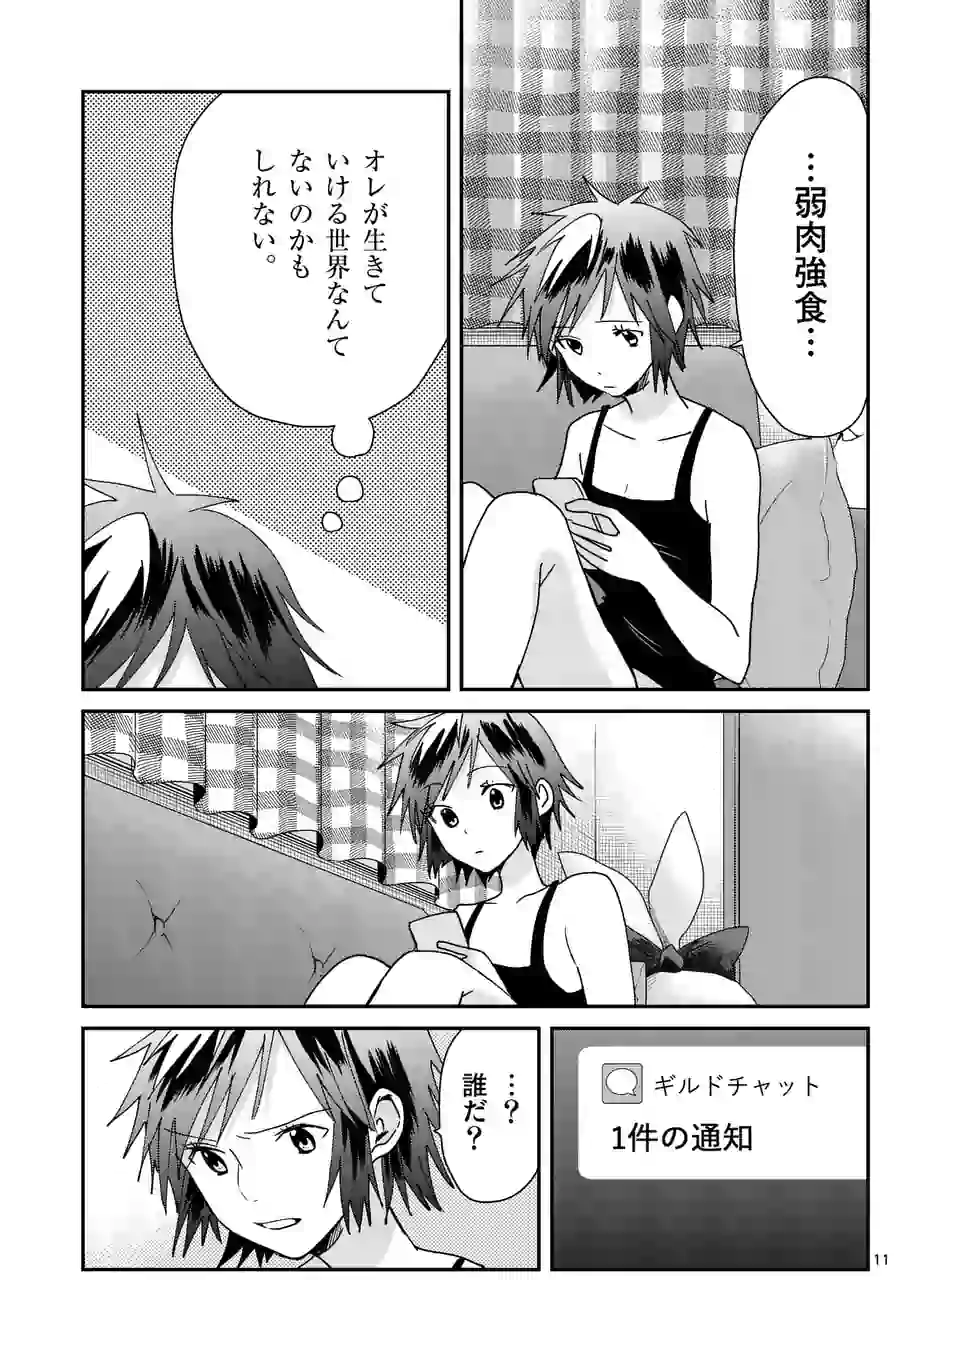 …弱肉強食…
オレが生きて
いける世界なんて
ないのかも
しれない。
ギルドチャット
1件の通知
…?
誰だ?
11